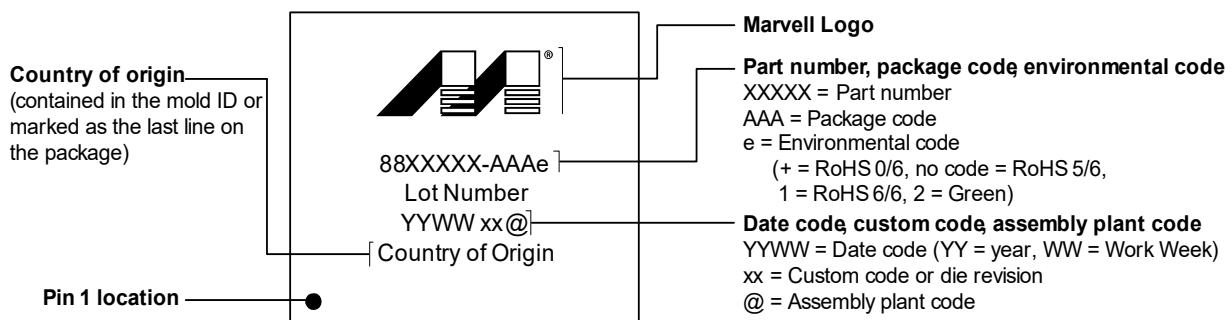 Marvell Logo
Country of origin
(contained in the mold ID or
marked as the last line on
the package)
®
Part number, package code, environmental code
XXXXX = Part number
AAA = Package code
e = Environmental code
(+ = RoHS 0/6, no code = RoHS 5/6,
1 = RoHS 6/6, 2 = Green)
88XXXXX-AAAe
Lot Number
YYWW xx@
Country of Origin
Date code, custom code, assembly plant code
YYWW = Date code (YY = year, WW = Work Week)
xx = Custom code or die revision
@ = Assembly plant code
Pin 1 location